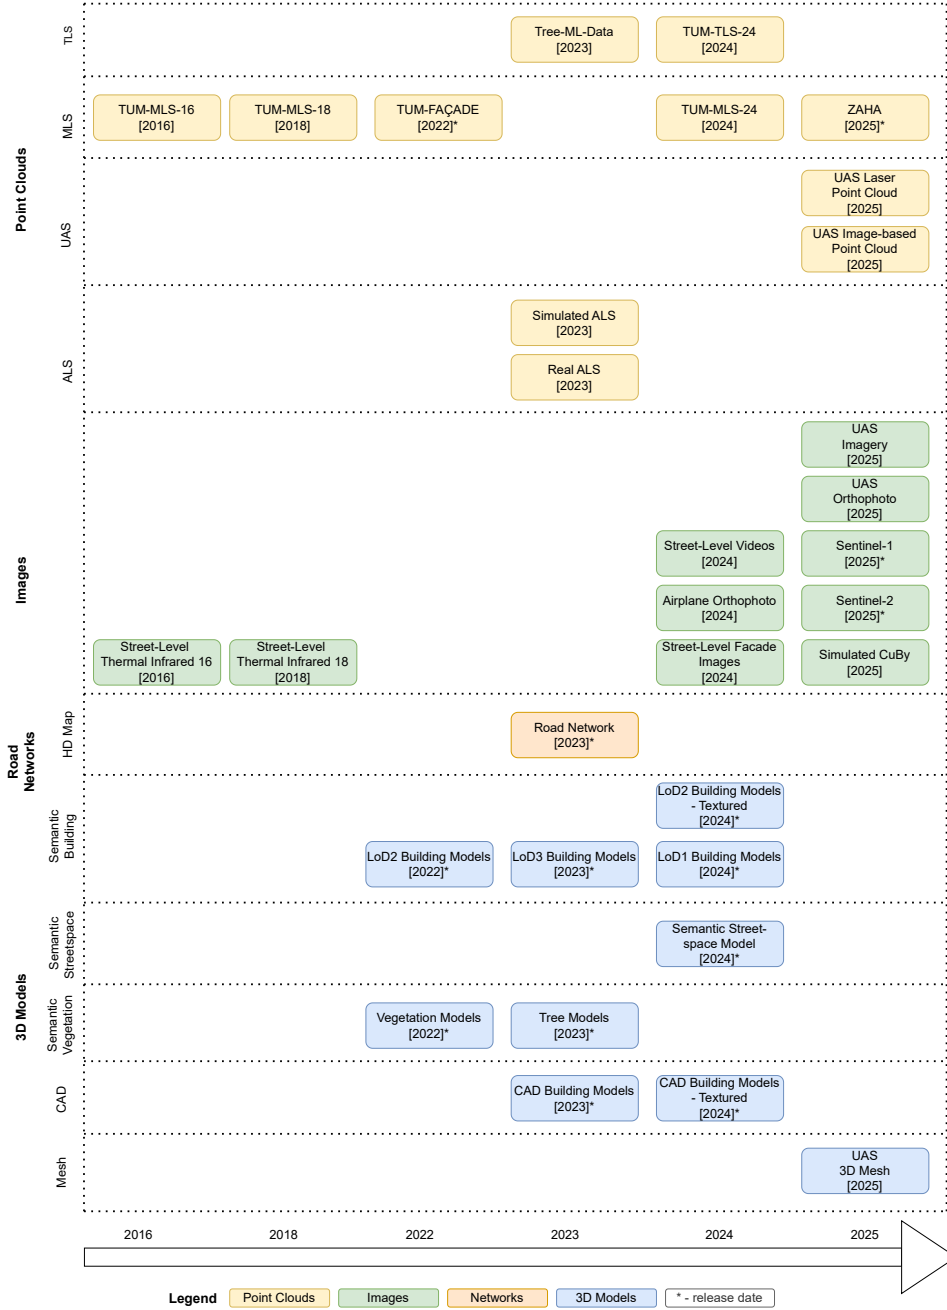 Point Clouds
TLS
Tree-ML-Data
[2023]
TUM-TLS-24
[2024]
MLS
TUM-MLS-16
[2016]
TUM-MLS-18
[2018]
TUM-FAÇADE
[2022]*
TUM-MLS-24
[2024]
ZAHA
[2025]*
UAS
UAS Laser
Point Cloud
[2025]
UAS Image-based
Point Cloud
[2025]
ALS
Simulated ALS
[2023]
Real ALS
[2023]
Images
UAS
Imagery
[2025]
UAS
Orthophoto
[2025]
Street-Level Videos
[2024]
Sentinel-1
[2025]*
Airplane Orthophoto
[2024]
Sentinel-2
[2025]*
Street-Level
Thermal Infrared 16
[2016]
Street-Level
Thermal Infrared 18
[2018]
Street-Level Facade
Images
[2024]
Simulated CuBy
[2025]
Road
Networks
HD Map
Road Network
[2023]*
3D Models
Semantic
Building
LoD2 Building Models
- Textured
[2024]*
LoD2 Building Models
[2022]*
LoD3 Building Models
[2023]*
LoD1 Building Models
[2024]*
Semantic
Streetspace
Semantic Street-
space Model
[2024]*
Semantic
Vegetation
Vegetation Models
[2022]*
Tree Models
[2023]*
CAD
CAD Building Models
[2023]*
CAD Building Models
- Textured
[2024]*
Mesh
UAS
3D Mesh
[2025]
2016
2018
2022
2023
2024
2025
Legend
Point Clouds
Images
Networks
3D Models
* - release date